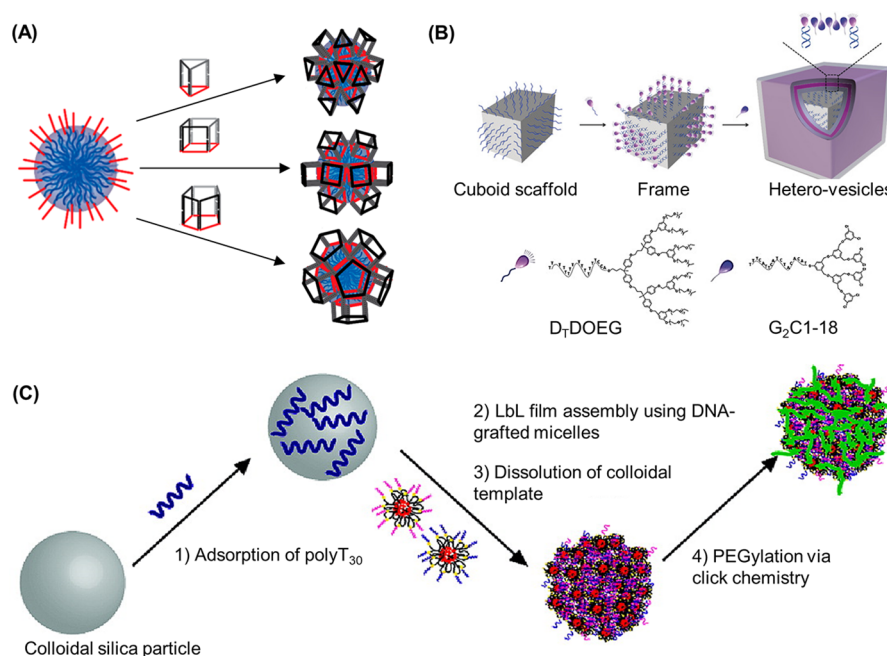 (A)
(B)
Cuboid scaffold
Frame
Hetero-vesicles
DTDOEG
G2C1-18
(C)
2) LbL film assembly using DNA-
grafted micelles
3) Dissolution of colloidal
template
1) Adsorption of polyT30
4) PEGylation via
click chemistry
Colloidal silica particle